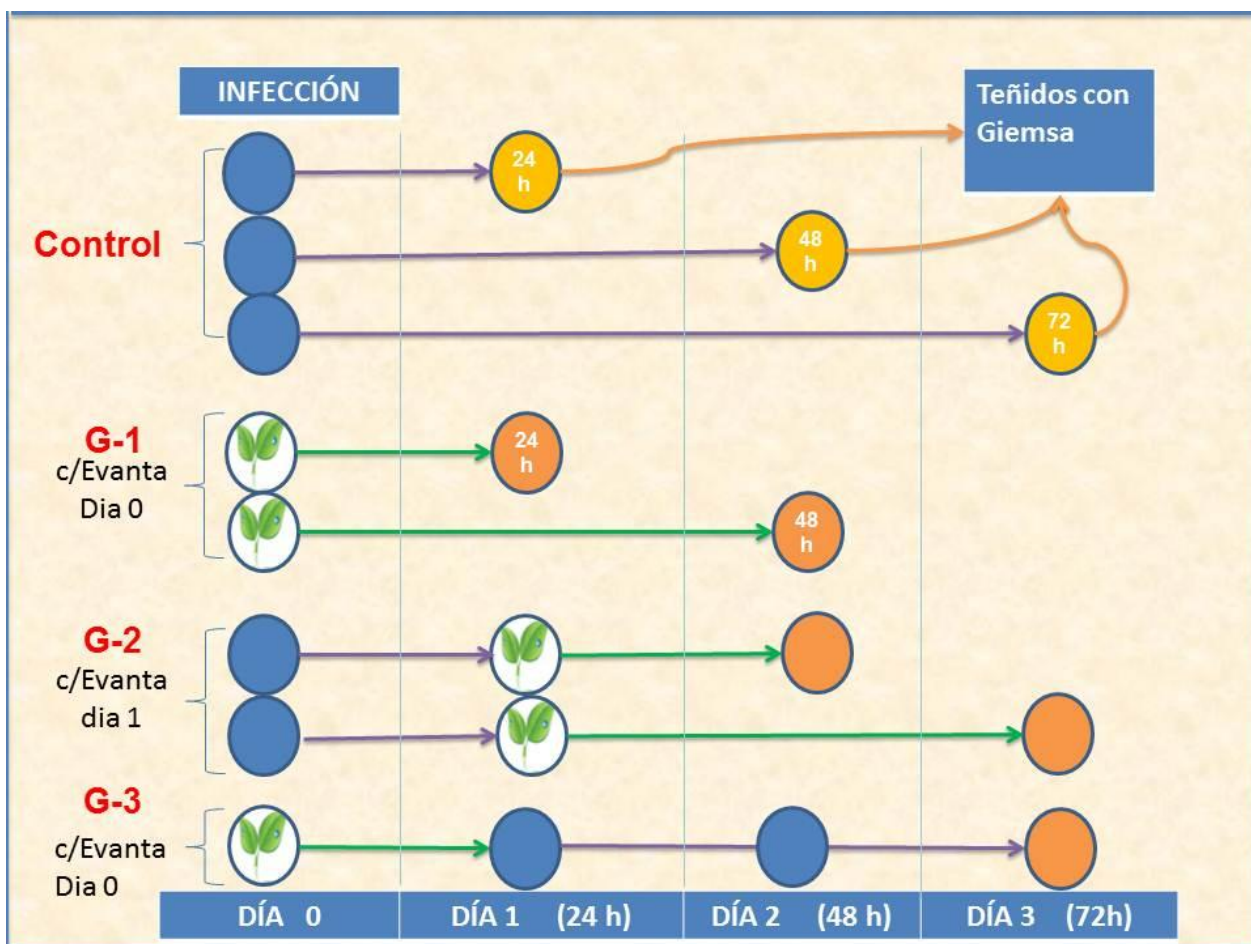 INFECCIÓN
Teñidos con
Giemsa
24
h
Control
48
h
72
h
G-1
c/Evanta
Dia 0
24
h
48
h
G-2
c/Evanta
dia 1
G-3
c/Evanta
Dia 0
DÍA 0
DÍA 1 (24 h)
DÍA 2 (48 h)
DÍA 3 (72h)